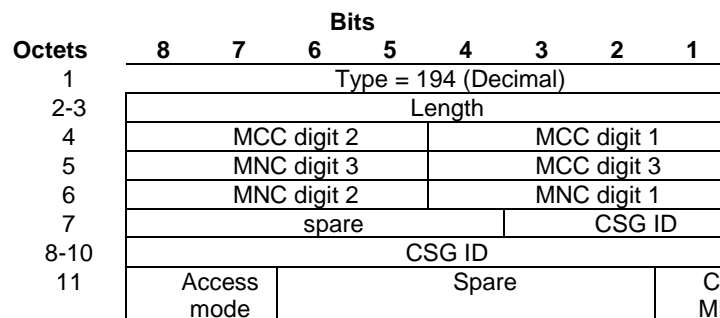 Bits
Octets 8 7 6 5 4 3 2 1
1 Type = 194 (Decimal)
2-3 Length
4 MCC digit 2 MCC digit 1
5 MNC digit 3 MCC digit 3
6 MNC digit 2 MNC digit 1
7 spare CSG ID
8-10 CSG ID
11 Access Spare
mode